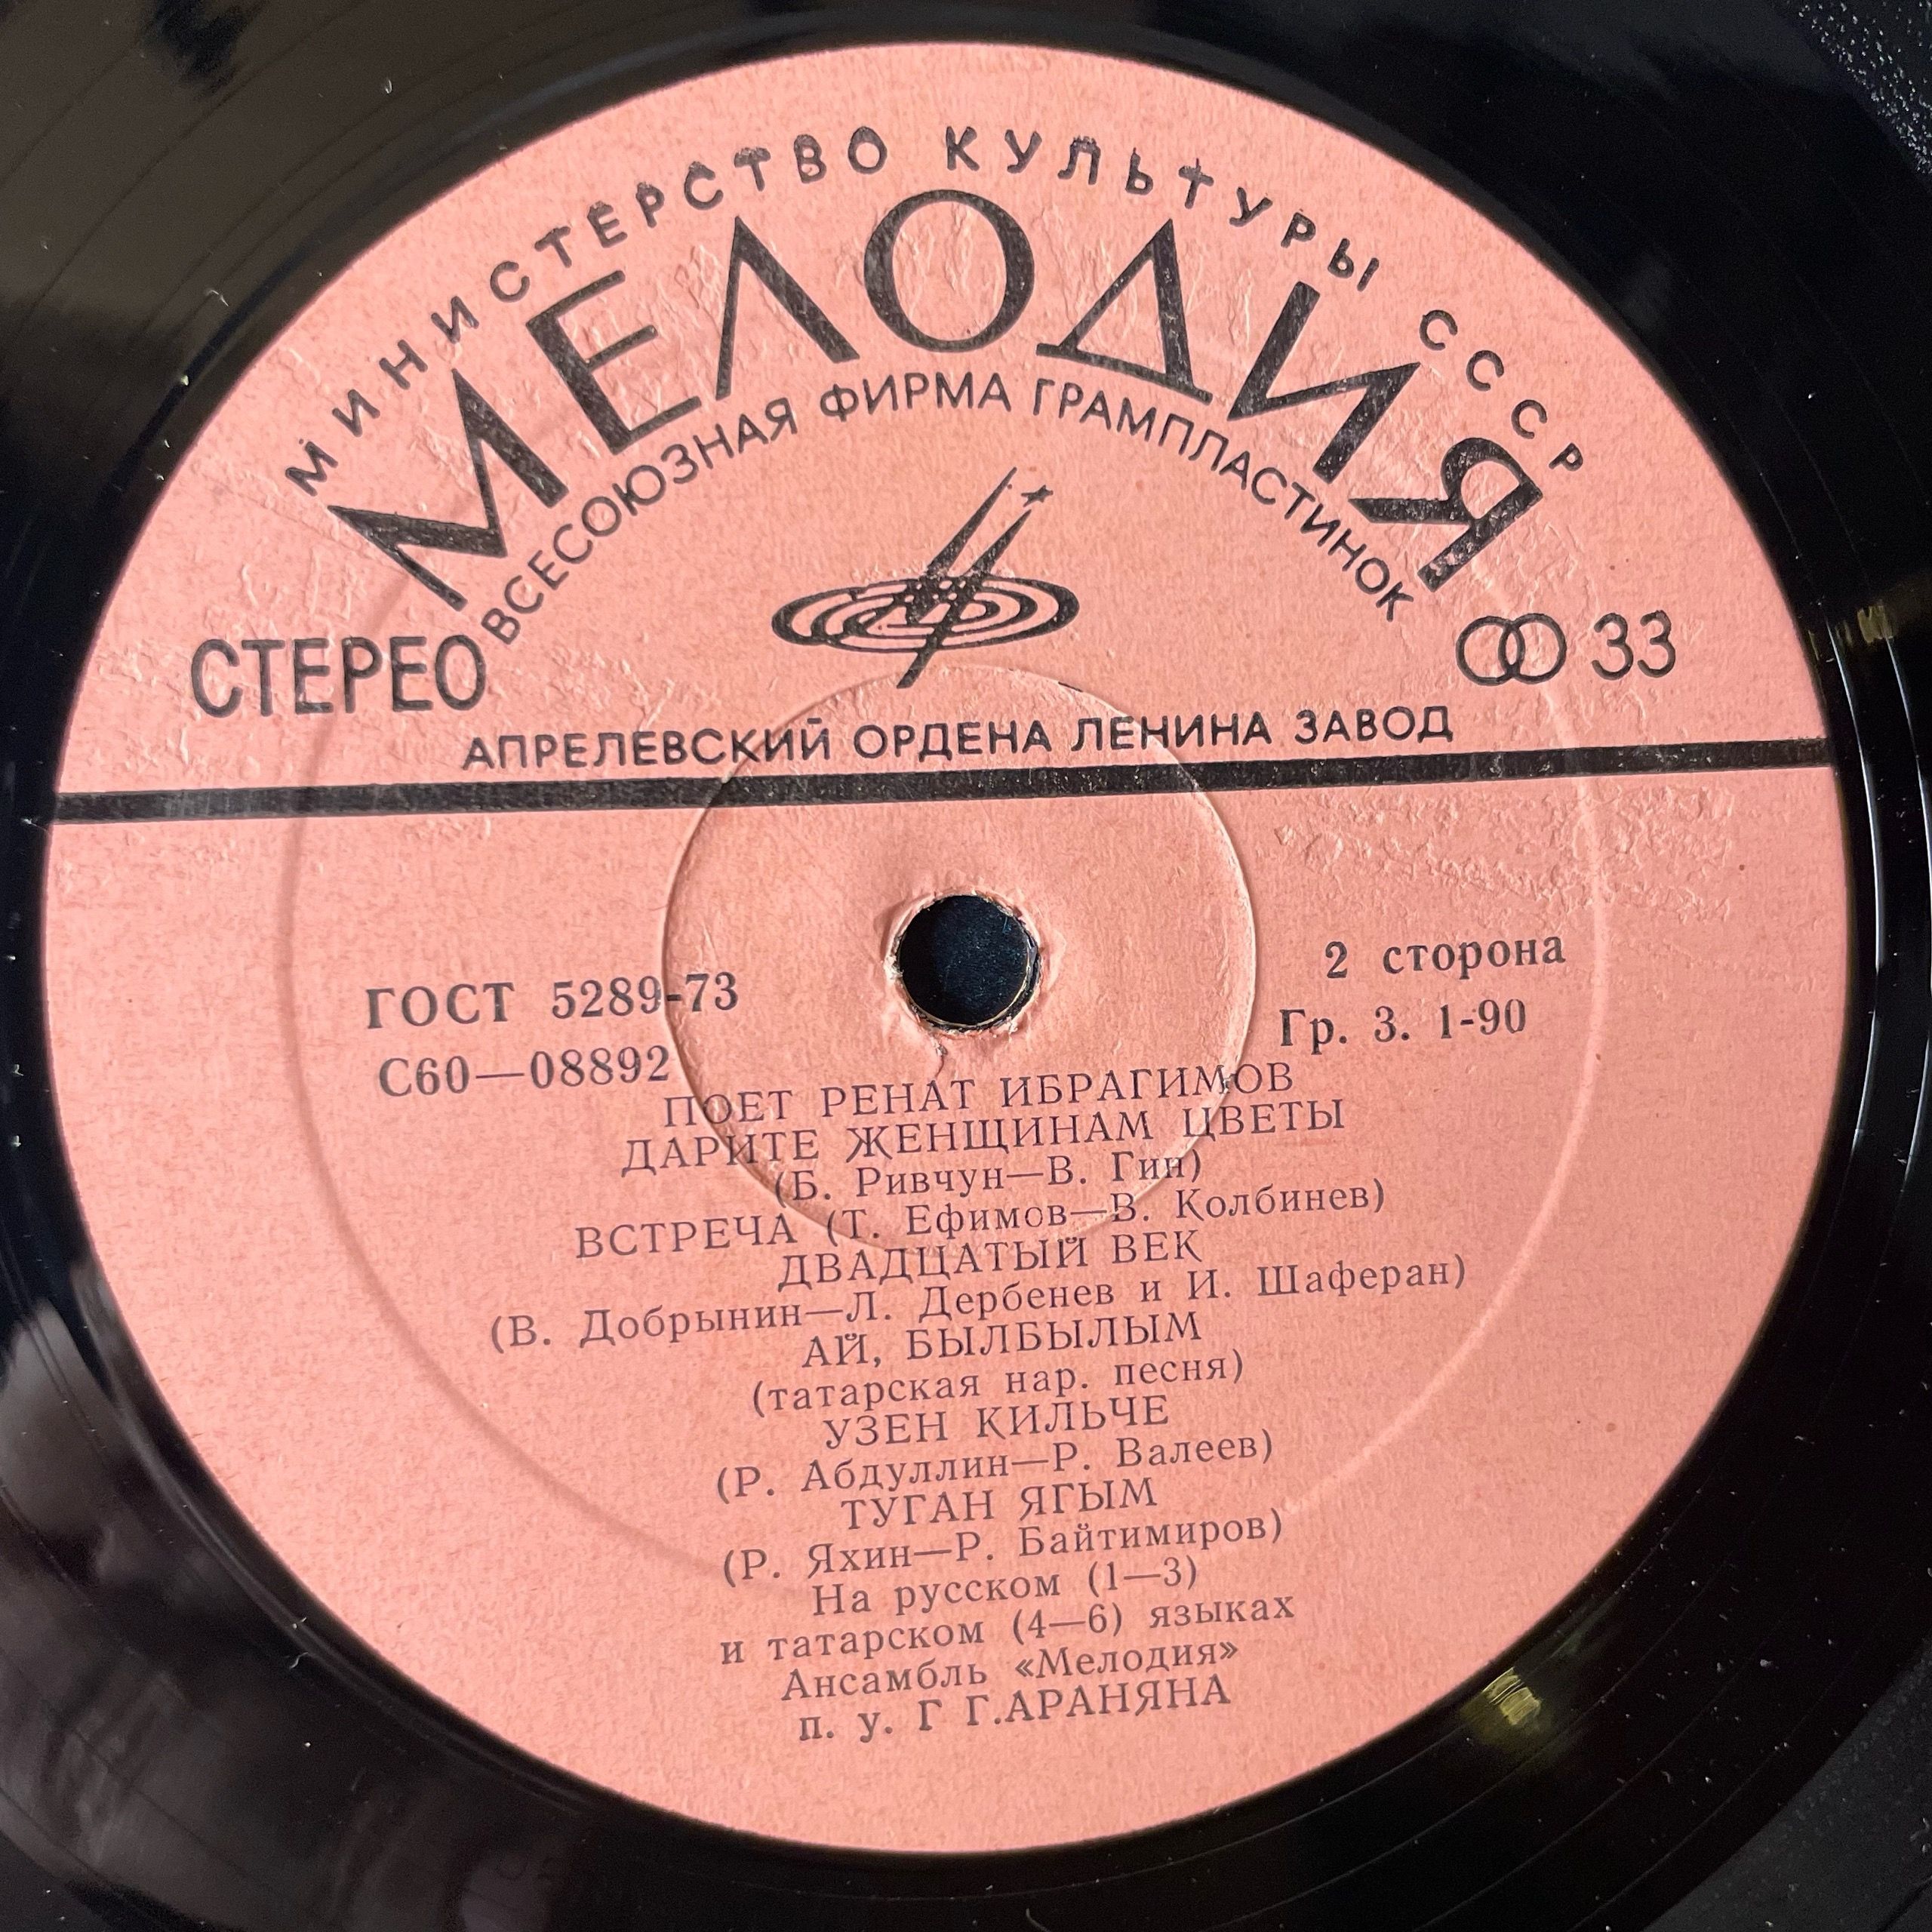 МИНИСТЕРСТВО КУЛЬТУРЫ СССР
МЕЛОДИЯ
ВСЕСОЮЗНАЯ ФИРМА ГРАМПЛАСТИНОК
СТЕРЕО
33
АПРЕЛЕВСКИЙ ОРДЕНА ЛЕНИНА ЗАВОД
ГОСТ 5289-73
2 сторона
С60—08892
Гр. 3. 1-90
ПОЕТ РЕНАТ ИБРАГИМОВ
ДАРИТЕ ЖЕНЩИНАМ ЦВЕТЫ
(Б. Ривчун—В. Гин)
ВСТРЕЧА (Т. Ефимов—В. Колбинев)
ДВАДЦАТЫЙ ВЕК
(В. Добрынин—Л. Дербенев и И. Шаферан)
АЙ, БЫЛБЫЛЫМ
(татарская нар. песня)
УЗЕН КИЛЬЧЕ
(Р. Абдуллин—Р. Валеев)
ТУГАН ЯГЫМ
(Р. Яхин—Р. Байтимиров)
На русском (1—3)
и татарском (4—6) языках
Ансамбль «Мелодия»
п. у. Г Г.АРАНЯНА